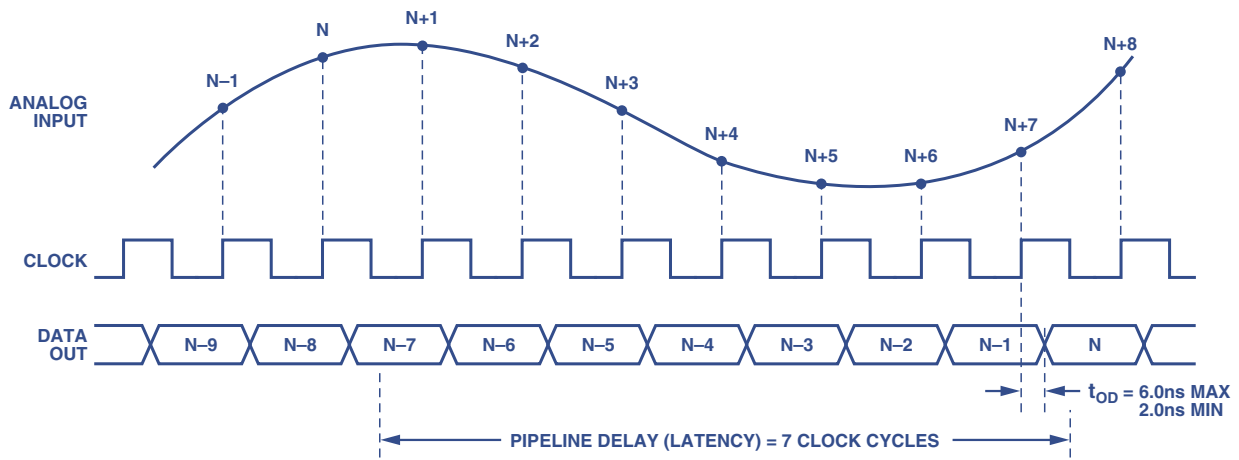 N–1
N
N+1
N+2
N+3
N+4
N+5
N+6
N+7
N+8
ANALOG
INPUT
CLOCK
DATA
OUT
N–9
N–8
N–7
N–6
N–5
N–4
N–3
N–2
N–1
N
tOD = 6.0ns MAX
2.0ns MIN
PIPELINE DELAY (LATENCY) = 7 CLOCK CYCLES